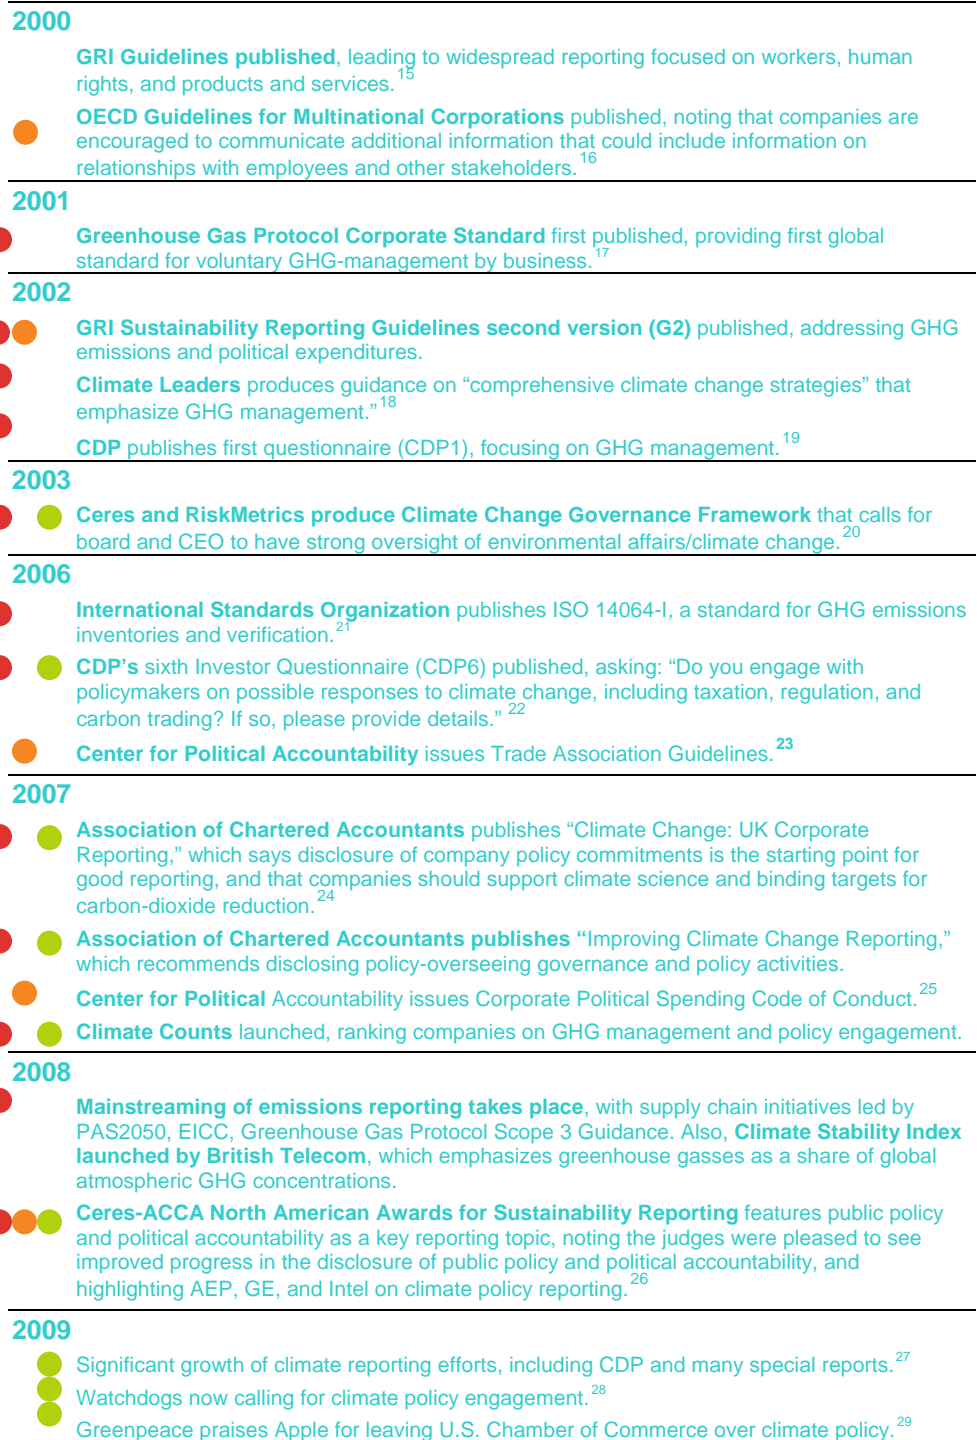 2000
GRI Guidelines published, leading to widespread reporting focused on workers, human
rights, and products and services.15
OECD Guidelines for Multinational Corporations published, noting that companies are
encouraged to communicate additional information that could include information on
relationships with employees and other stakeholders.16
2001
Greenhouse Gas Protocol Corporate Standard first published, providing first global
standard for voluntary GHG-management by business.17
2002
GRI Sustainability Reporting Guidelines second version (G2) published, addressing GHG
emissions and political expenditures.
Climate Leaders produces guidance on “comprehensive climate change strategies” that
emphasize GHG management.”18
CDP publishes first questionnaire (CDP1), focusing on GHG management.19
2003
Ceres and RiskMetrics produce Climate Change Governance Framework that calls for
board and CEO to have strong oversight of environmental affairs/climate change.20
2006
International Standards Organization publishes ISO 14064-I, a standard for GHG emissions
inventories and verification.21
CDP’s sixth Investor Questionnaire (CDP6) published, asking: “Do you engage with
policymakers on possible responses to climate change, including taxation, regulation, and
carbon trading? If so, please provide details.” 22
Center for Political Accountability issues Trade Association Guidelines.23
2007
Association of Chartered Accountants publishes “Climate Change: UK Corporate
Reporting,” which says disclosure of company policy commitments is the starting point for
good reporting, and that companies should support climate science and binding targets for
carbon-dioxide reduction.24
Association of Chartered Accountants publishes “Improving Climate Change Reporting,”
which recommends disclosing policy-overseeing governance and policy activities.
Center for Political Accountability issues Corporate Political Spending Code of Conduct.25
Climate Counts launched, ranking companies on GHG management and policy engagement.
2008
Mainstreaming of emissions reporting takes place, with supply chain initiatives led by
PAS2050, EICC, Greenhouse Gas Protocol Scope 3 Guidance. Also, Climate Stability Index
launched by British Telecom, which emphasizes greenhouse gasses as a share of global
atmospheric GHG concentrations.
Ceres-ACCA North American Awards for Sustainability Reporting features public policy
and political accountability as a key reporting topic, noting the judges were pleased to see
improved progress in the disclosure of public policy and political accountability, and
highlighting AEP, GE, and Intel on climate policy reporting.26
2009
Significant growth of climate reporting efforts, including CDP and many special reports.27
Watchdogs now calling for climate policy engagement.28
Greenpeace praises Apple for leaving U.S. Chamber of Commerce over climate policy.29